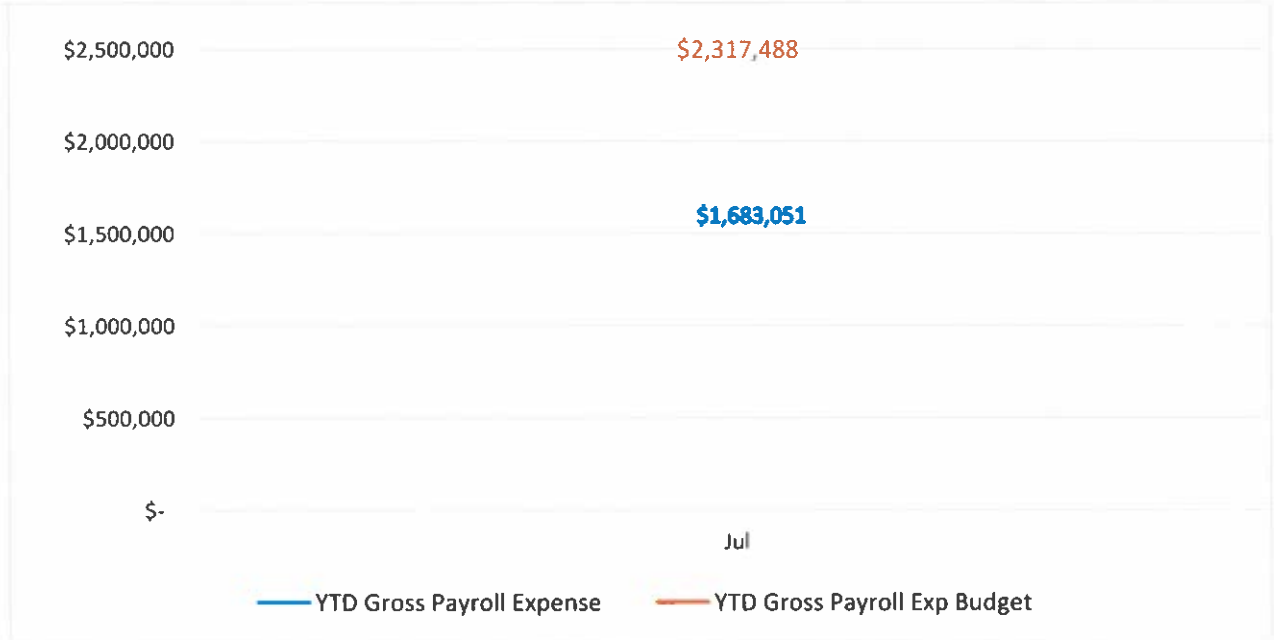 $2,500,000
$2,317,488
$2,000,000
$1,683,051
$1,500,000
$1,000,000
$500,000
$-
Jul
YTD Gross Payroll Expense
YTD Gross Payroll Exp Budget